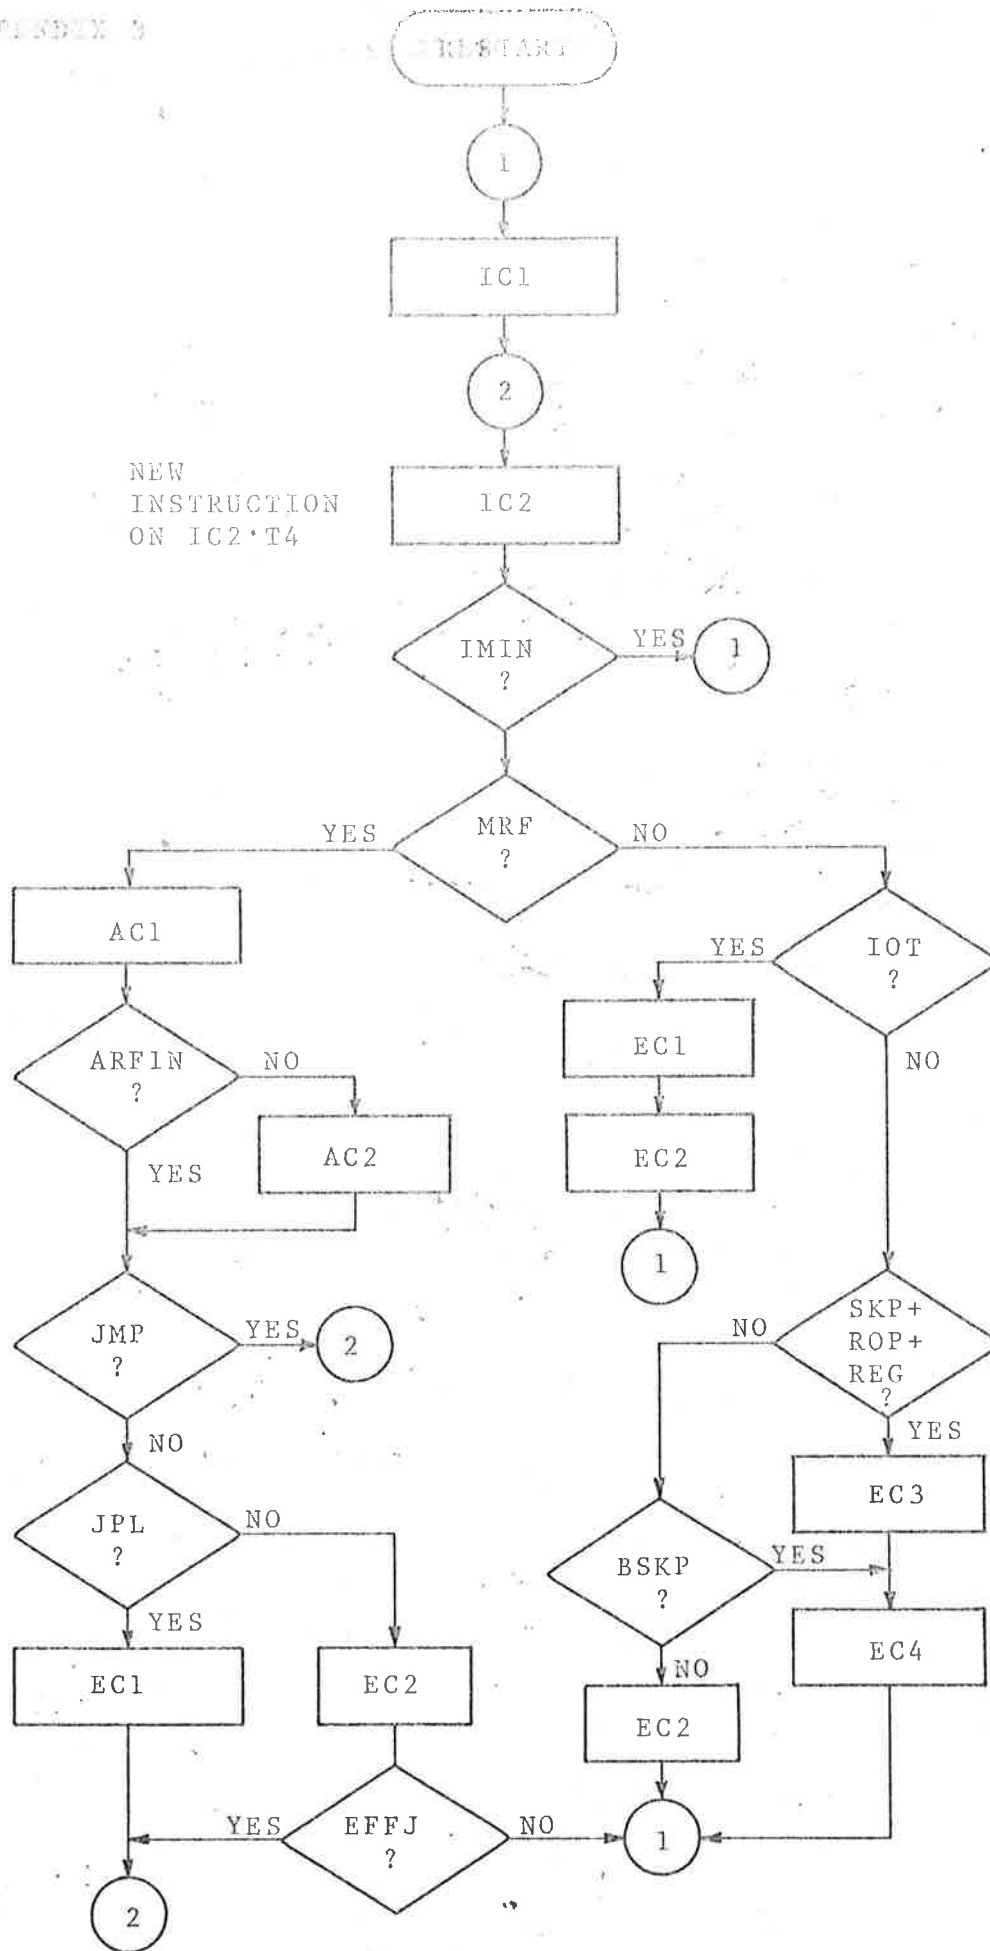 RESTART
1
IC1
2
NEW
INSTRUCTION
ON IC2·T4
IC2
IMIN
?
YES
1
MRF
?
YES
NO
AC1
IOT
?
YES
NO
EC1
EC2
1
ARFIN
?
NO
YES
AC2
JMP
?
YES
2
NO
SKP+
ROP+
REG
?
NO
YES
EC3
JPL
?
NO
YES
BSKP
?
YES
NO
EC4
EC1
EC2
EC2
EFFJ
?
YES
NO
1
2